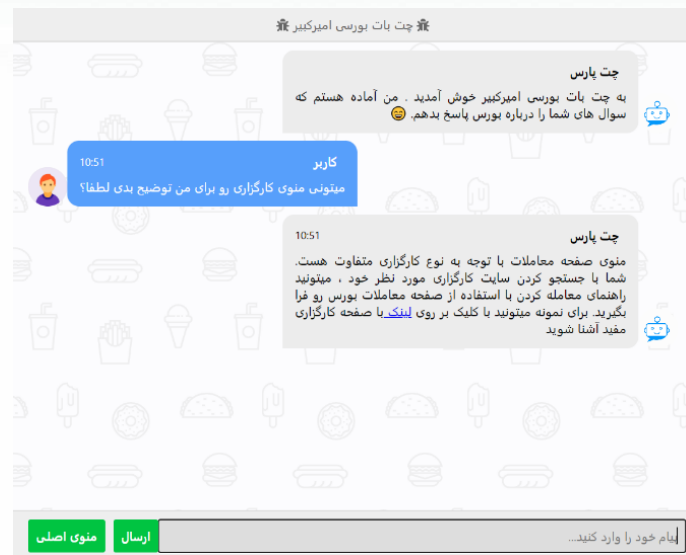 چت بات بورسی امیرکبیر
چت پارس
به چت بات بورسی امیرکبیر خوش آمدید . من آماده هستم که
سوال های شما را درباره بورس پاسخ بدهم. 😄
کاربر 10:51
میتونی منوی کارگزاری رو برای من توضیح بدی لطفا؟
چت پارس 10:51
منوی صفحه معاملات با توجه به نوع کارگزاری متفاوت هست.
شما با جستجو کردن سایت کارگزاری مورد نظر خود ، میتونید
راهنمای معامله کردن با استفاده از صفحه معاملات بورس رو فرا
بگیرید. برای نمونه میتونید با کلیک بر روی لینک با صفحه کارگزاری
مفید آشنا شوید
پیام خود را وارد کنید...
ارسال
منوی اصلی